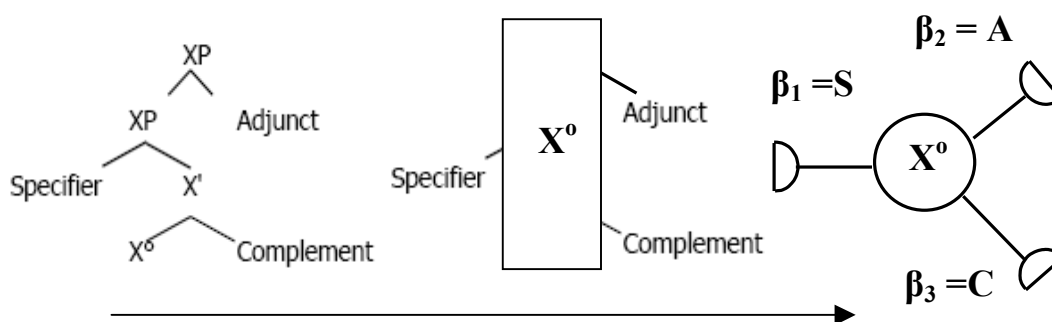 XP
XP Adjunct
Specifier X'
Xº Complement
Xº
Adjunct
Specifier
Complement
β₂ = A
β₁ =S
Xº
β₃ =C